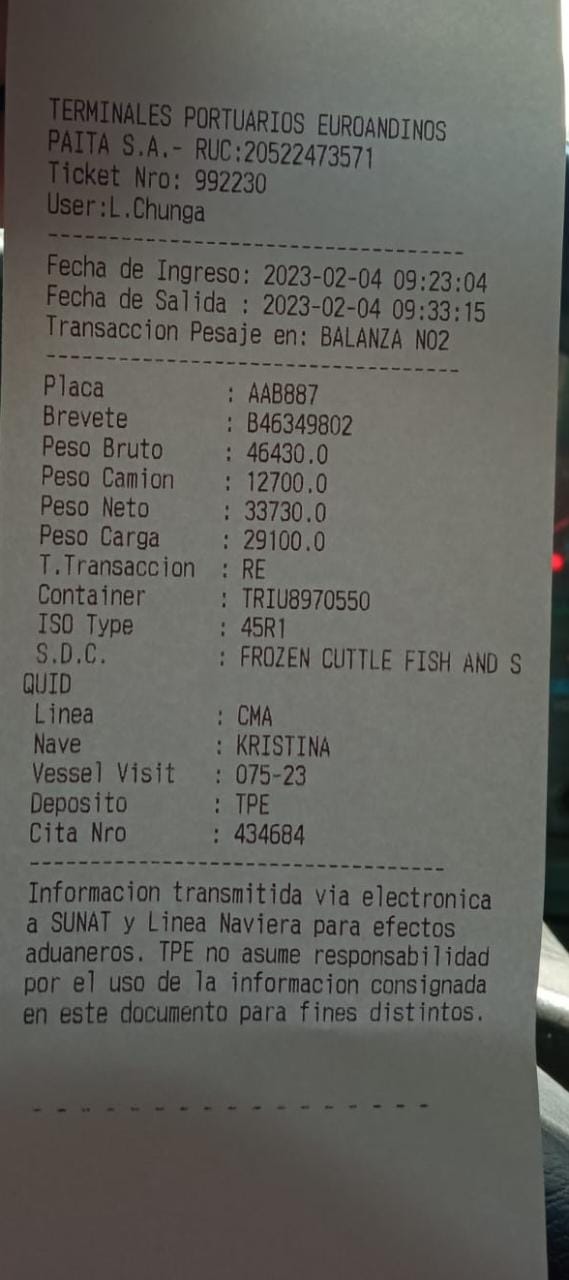 TERMINALES PORTUARIOS EUROANDINOS
PAITA S.A.- RUC:20522473571
Ticket Nro: 992230
User:L.Chunga
------------------------------------
Fecha de Ingreso: 2023-02-04 09:23:04
Fecha de Salida : 2023-02-04 09:33:15
Transaccion Pesaje en: BALANZA NO2
------------------------------------
Placa : AAB887
Brevete : B46349802
Peso Bruto : 46430.0
Peso Camion : 12700.0
Peso Neto : 33730.0
Peso Carga : 29100.0
T.Transaccion : RE
Container : TRIU8970550
ISO Type : 45R1
S.D.C. : FROZEN CUTTLE FISH AND S
QUID
Linea : CMA
Nave : KRISTINA
Vessel Visit : 075-23
Deposito : TPE
Cita Nro : 434684
------------------------------------
Informacion transmitida via electronica
a SUNAT y Linea Naviera para efectos
aduaneros. TPE no asume responsabilidad
por el uso de la informacion consignada
en este documento para fines distintos.
- - - - - - - - - - - - - - - - -